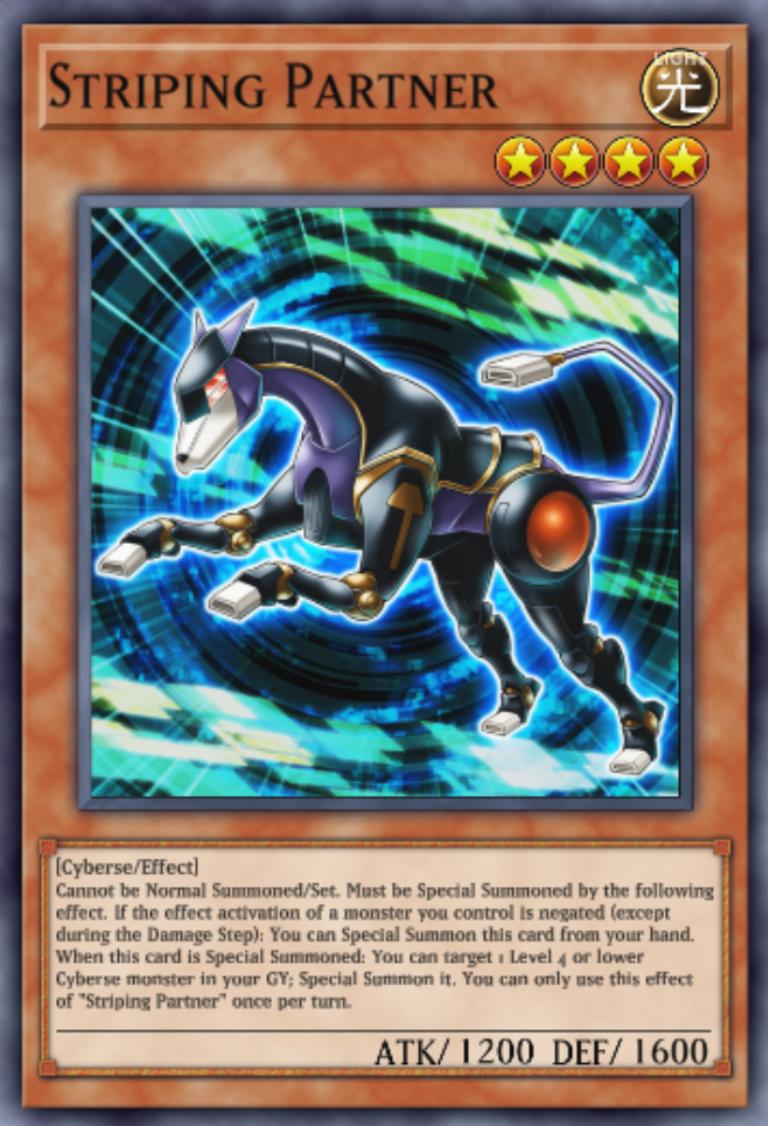 STRIPING PARTNER
LIGHT
光
[Cyberse/Effect]
Cannot be Normal Summoned/Set. Must be Special Summoned by the following
effect. If the effect activation of a monster you control is negated (except
during the Damage Step): You can Special Summon this card from your hand.
When this card is Special Summoned: You can target 1 Level 4 or lower
Cyberse monster in your GY; Special Summon it. You can only use this effect
of "Striping Partner" once per turn.
ATK/ 1200 DEF/ 1600